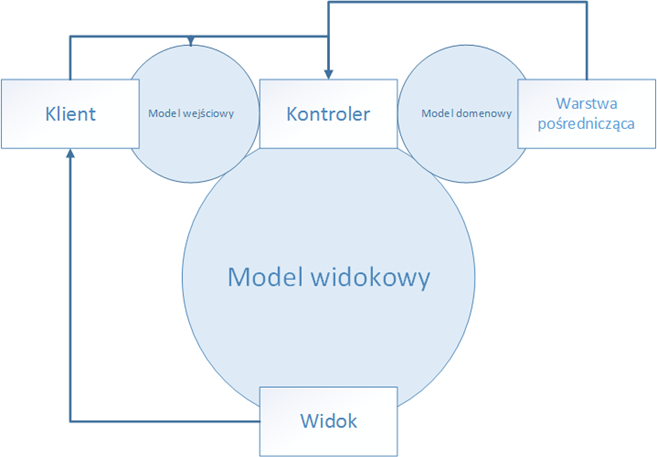 Klient
Model wejściowy
Kontroler
Model domenowy
Warstwa
pośrednicząca
Model widokowy
Widok